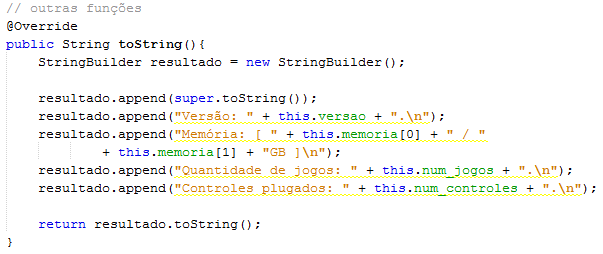 // outras funções
@Override
public String toString(){
StringBuilder resultado = new StringBuilder();
resultado.append(super.toString());
resultado.append("Versão: " + this.versao + ".\n");
resultado.append("Memória: [ " + this.memoria[0] + " / "
+ this.memoria[1] + "GB ]\n");
resultado.append("Quantidade de jogos: " + this.num_jogos + ".\n");
resultado.append("Controles plugados: " + this.num_controles + ".\n");
return resultado.toString();
}